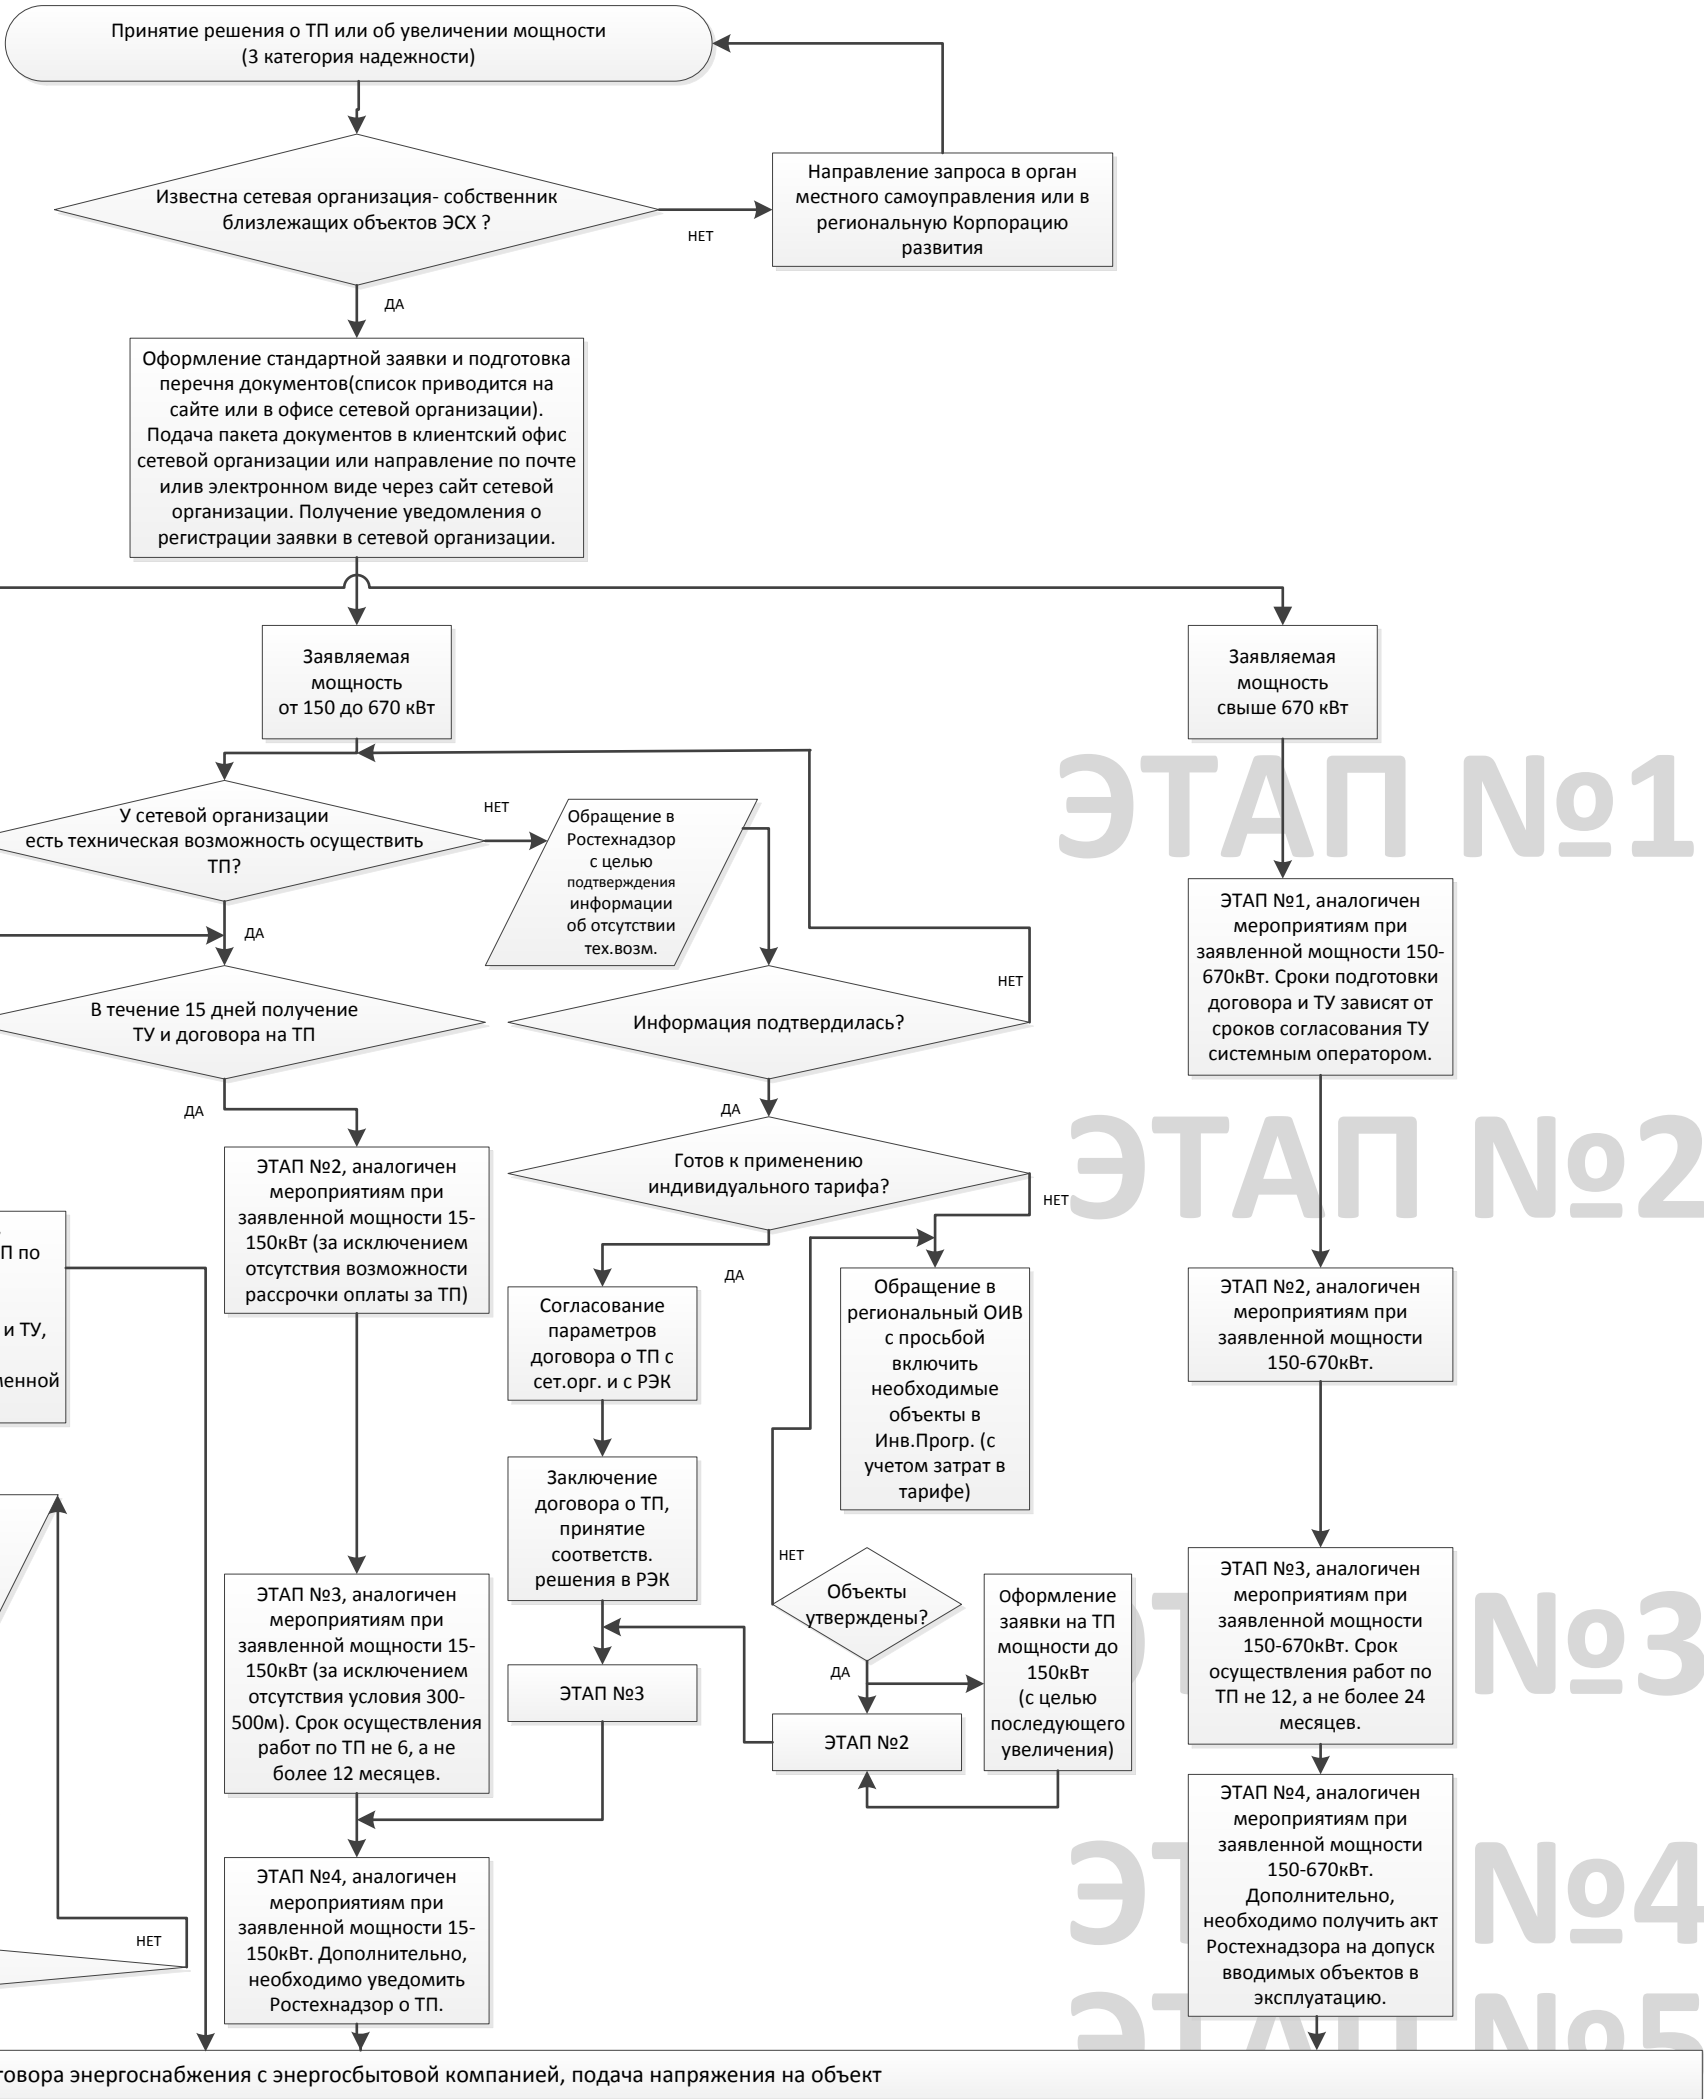 Принятие решения о ТП или об увеличении мощности
(3 категория надежности)
Известна сетевая организация- собственник
близлежащих объектов ЭСХ ?
НЕТ
Направление запроса в орган
местного самоуправления или в
региональную Корпорацию
развития
ДА
Оформление стандартной заявки и подготовка
перечня документов(список приводится на
сайте или в офисе сетевой организации).
Подача пакета документов в клиентский офис
сетевой организации или направление по почте
илив электронном виде через сайт сетевой
организации. Получение уведомления о
регистрации заявки в сетевой организации.
Заявляемая
мощность
от 150 до 670 кВт
Заявляемая
мощность
свыше 670 кВт
ЭТАП №1
У сетевой организации
есть техническая возможность осуществить
ТП?
НЕТ
Обращение в
Ростехнадзор
с целью
подтверждения
информации
об отсутствии
тех.возм.
ДА
ЭТАП №1, аналогичен
мероприятиям при
заявленной мощности 150-
670кВт. Сроки подготовки
договора и ТУ зависят от
сроков согласования ТУ
системным оператором.
В течение 15 дней получение
ТУ и договора на ТП
НЕТ
Информация подтвердилась?
ДА
ДА
ЭТАП №2
ЭТАП №2, аналогичен
мероприятиям при
заявленной мощности 15-
150кВт (за исключением
отсутствия возможности
рассрочки оплаты за ТП)
Готов к применению
индивидуального тарифа?
НЕТ
ДА
П по
и ТУ,
менной
Согласование
параметров
договора о ТП с
сет.орг. и с РЭК
Обращение в
региональный ОИВ
с просьбой
включить
необходимые
объекты в
Инв.Прогр. (с
учетом затрат в
тарифе)
ЭТАП №2, аналогичен
мероприятиям при
заявленной мощности
150-670кВт.
Заключение
договора о ТП,
принятие
соответств.
решения в РЭК
НЕТ
Объекты
утверждены?
ДА
Оформление
заявки на ТП
мощности до
150кВт
(с целью
последующего
увеличения)
ЭТАП №3, аналогичен
мероприятиям при
заявленной мощности 15-
150кВт (за исключением
отсутствия условия 300-
500м). Срок осуществления
работ по ТП не 6, а не
более 12 месяцев.
ЭТАП №3
ЭТАП №2
ЭТАП №3, аналогичен
мероприятиям при
заявленной мощности
150-670кВт. Срок
осуществления работ по
ТП не 12, а не более 24
месяцев.
Т №3
ЭТАП №4, аналогичен
мероприятиям при
заявленной мощности
150-670кВт.
Дополнительно,
необходимо получить акт
Ростехнадзора на допуск
вводимых объектов в
эксплуатацию.
ЭТ №4
НЕТ
ЭТАП №4, аналогичен
мероприятиям при
заявленной мощности 15-
150кВт. Дополнительно,
необходимо уведомить
Ростехнадзор о ТП.
ЭТАП №5
говора энергоснабжения с энергосбытовой компанией, подача напряжения на объект